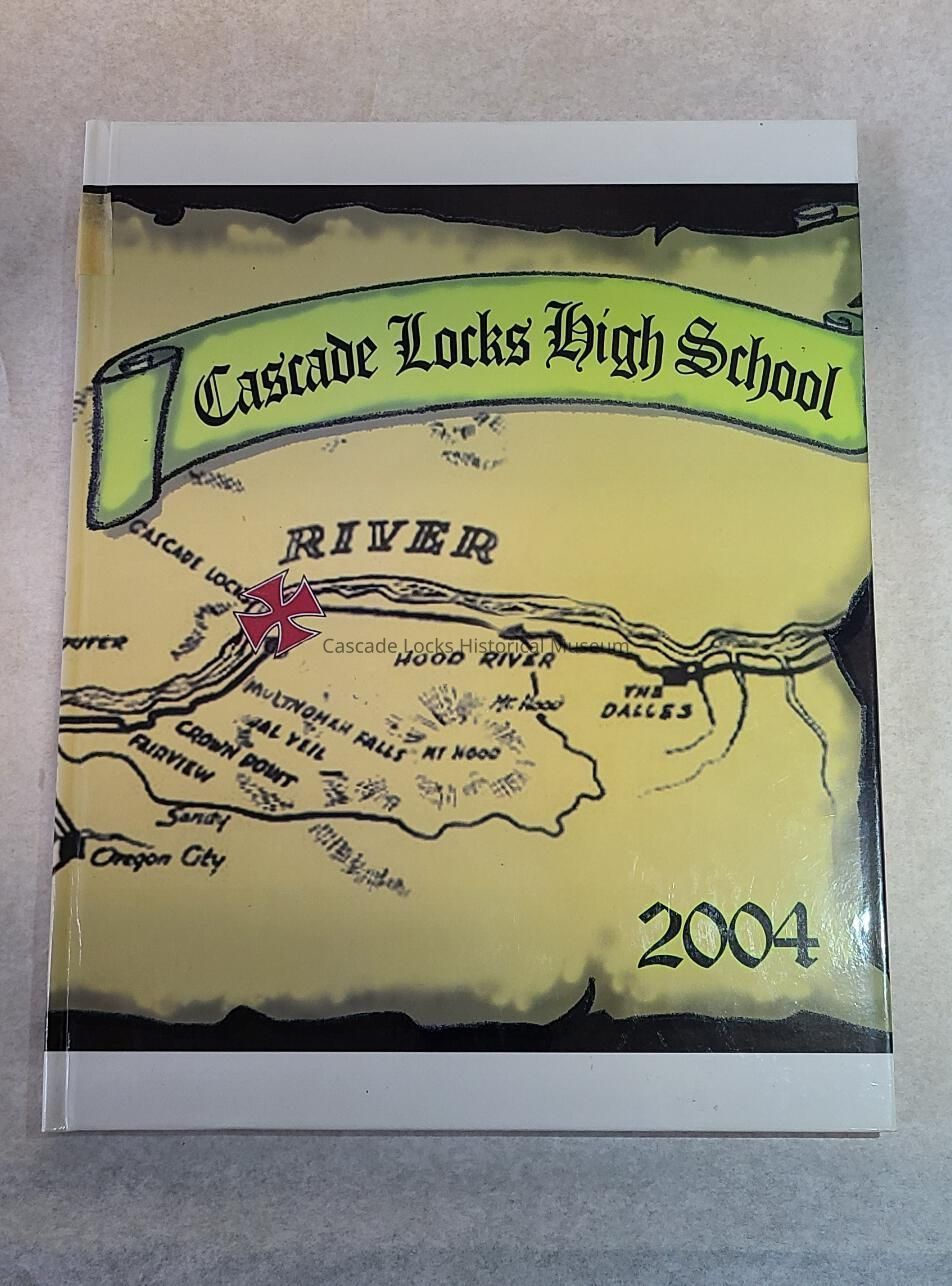 Cascade Locks High School
CASCADE LOCKS
RIVER
RIVER
Cascade Locks Historical Museum
HOOD RIVER
THE
DALLES
MULTNOMAH FALLS
Mt. Hood
MT HOOD
CROWN POINT
FAIRVIEW
Sandy
Oregon City
2004